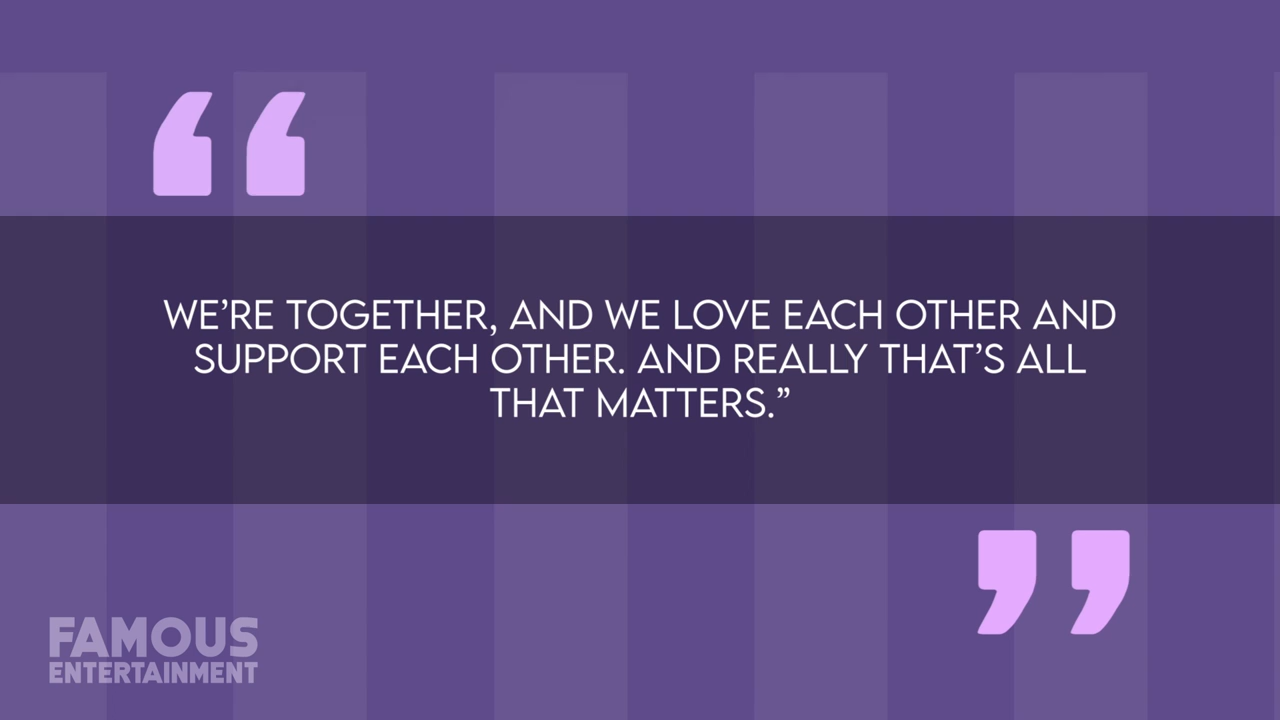 WE’RE TOGETHER, AND WE LOVE EACH OTHER AND
SUPPORT EACH OTHER. AND REALLY THAT’S ALL
THAT MATTERS.”
FAMOUS
ENTERTAINMENT